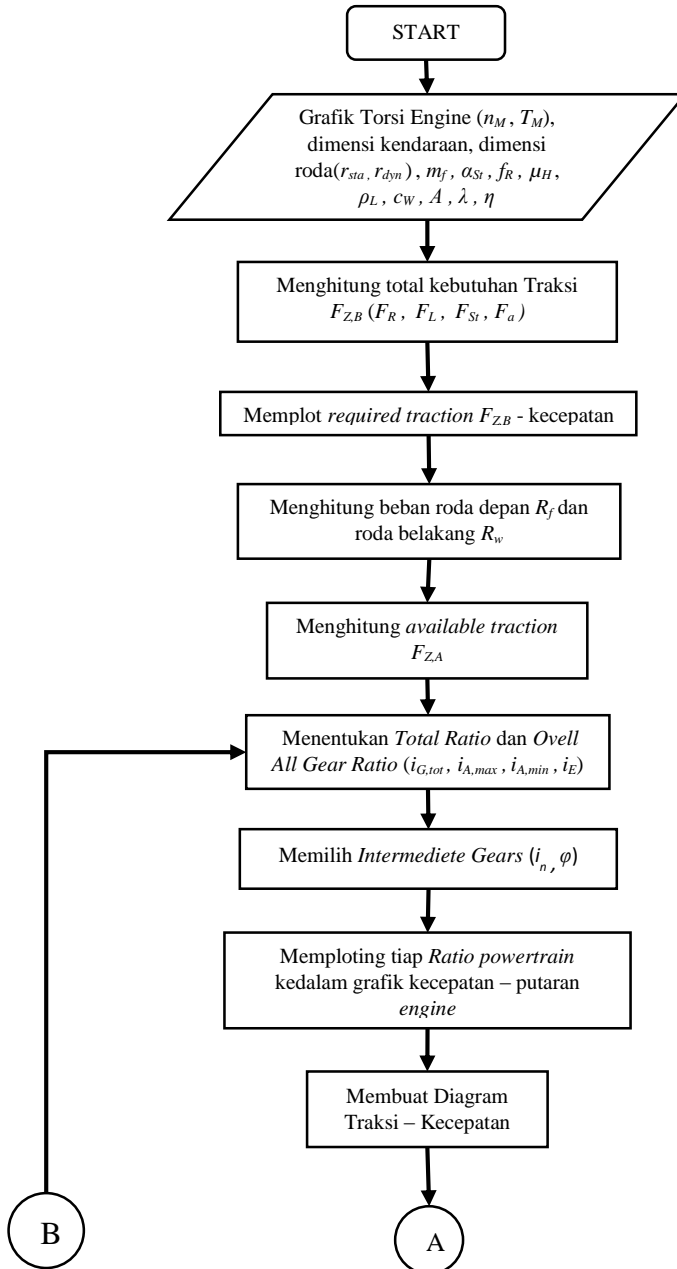 START
Grafik Torsi Engine (n_M, T_M),
dimensi kendaraan, dimensi
roda(r_sta, r_dyn) , m_f, α_St, f_R, μ_H,
ρ_L, c_W, A, λ, η
Menghitung total kebutuhan Traksi
F_Z,B (F_R, F_L, F_St, F_a)
Memplot required traction F_Z,B - kecepatan
Menghitung beban roda depan R_f dan
roda belakang R_w
Menghitung available traction
F_Z,A
Menentukan Total Ratio dan Ovell
All Gear Ratio (i_G,tot, i_A,max, i_A,min, i_E)
Memilih Intermediete Gears (i_n, φ)
Memploting tiap Ratio powertrain
kedalam grafik kecepatan – putaran
engine
Membuat Diagram
Traksi – Kecepatan
B
A